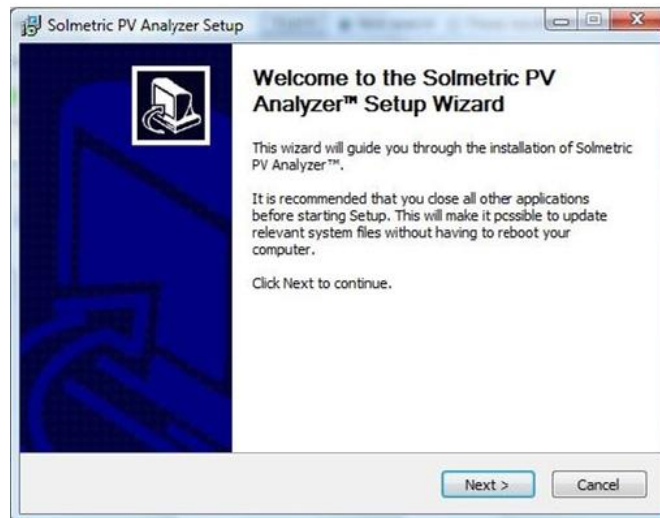 Solmetric PV Analyzer Setup
Welcome to the Solmetric PV
Analyzer™ Setup Wizard
This wizard will guide you through the installation of Solmetric
PV Analyzer™.
It is recommended that you close all other applications
before starting Setup. This will make it possible to update
relevant system files without having to reboot your
computer.
Click Next to continue.
Next >
Cancel